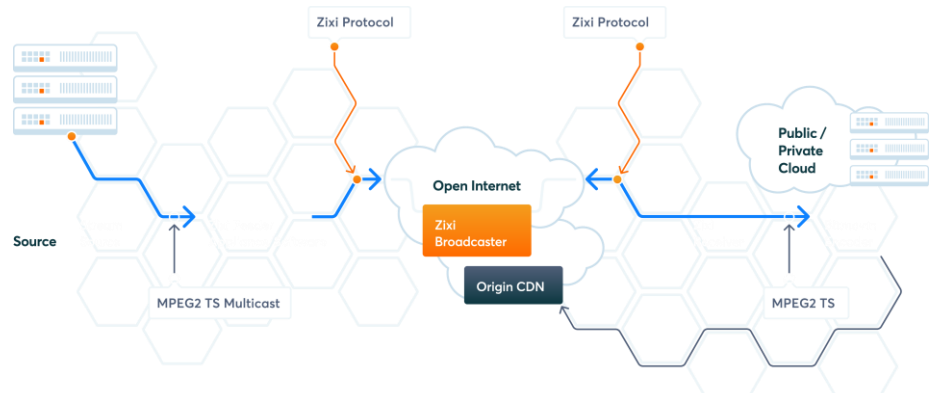 Zixi Protocol
Zixi Protocol
Public /
Private
Cloud
Open Internet
Zixi
Broadcaster
Source
Origin CDN
MPEG2 TS Multicast
MPEG2 TS